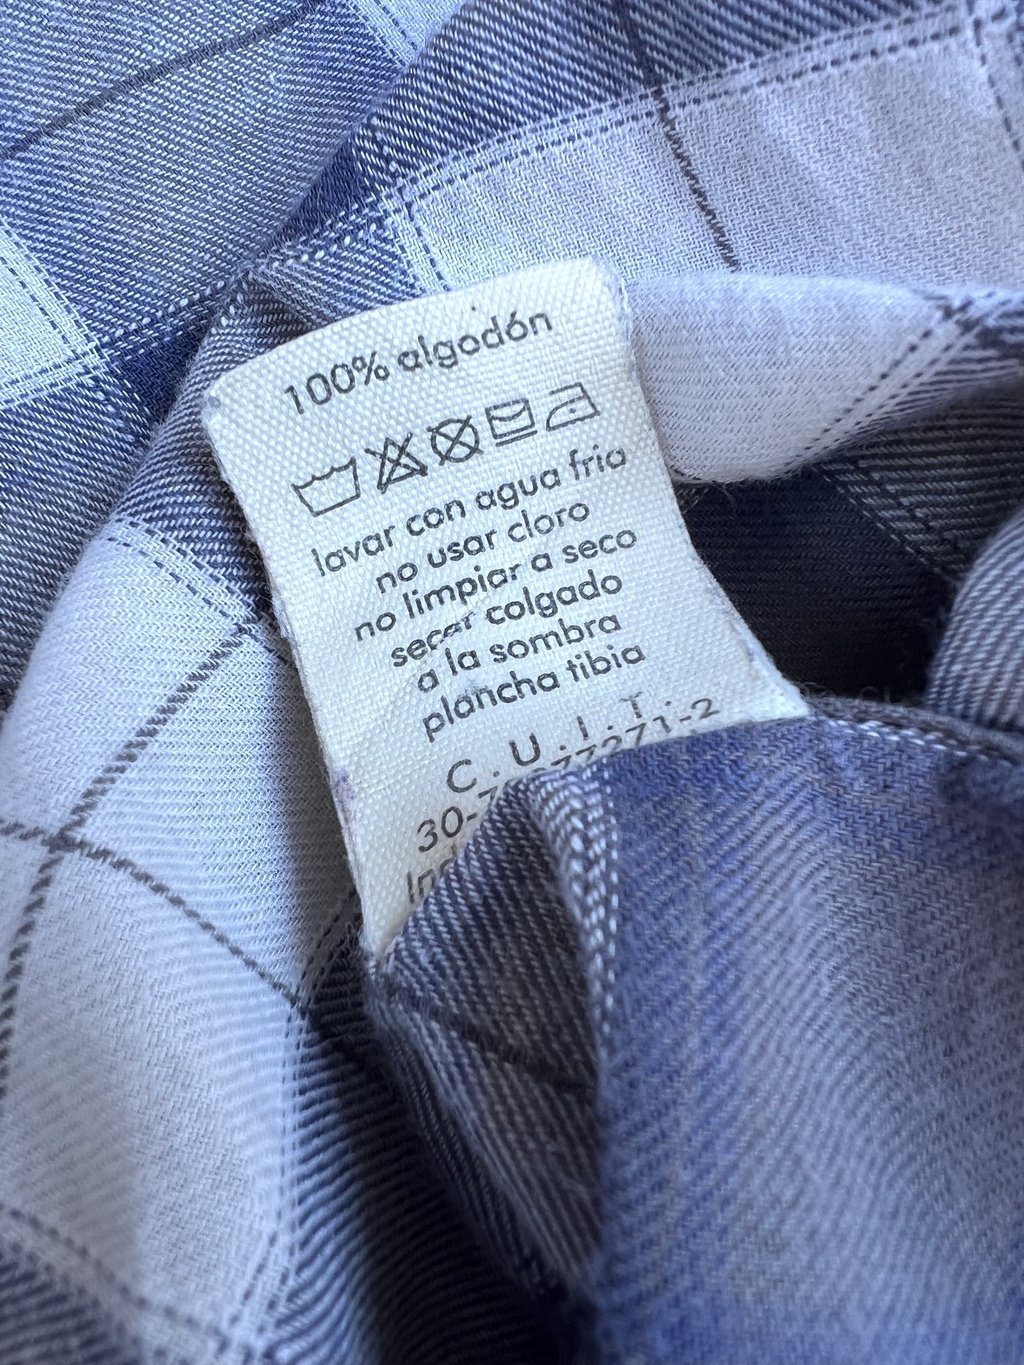 100% algodón
lavar con agua fria
no usar cloro
no limpiar a seco
secar colgado
a la sombra
plancha tibia
C.U.I.T.